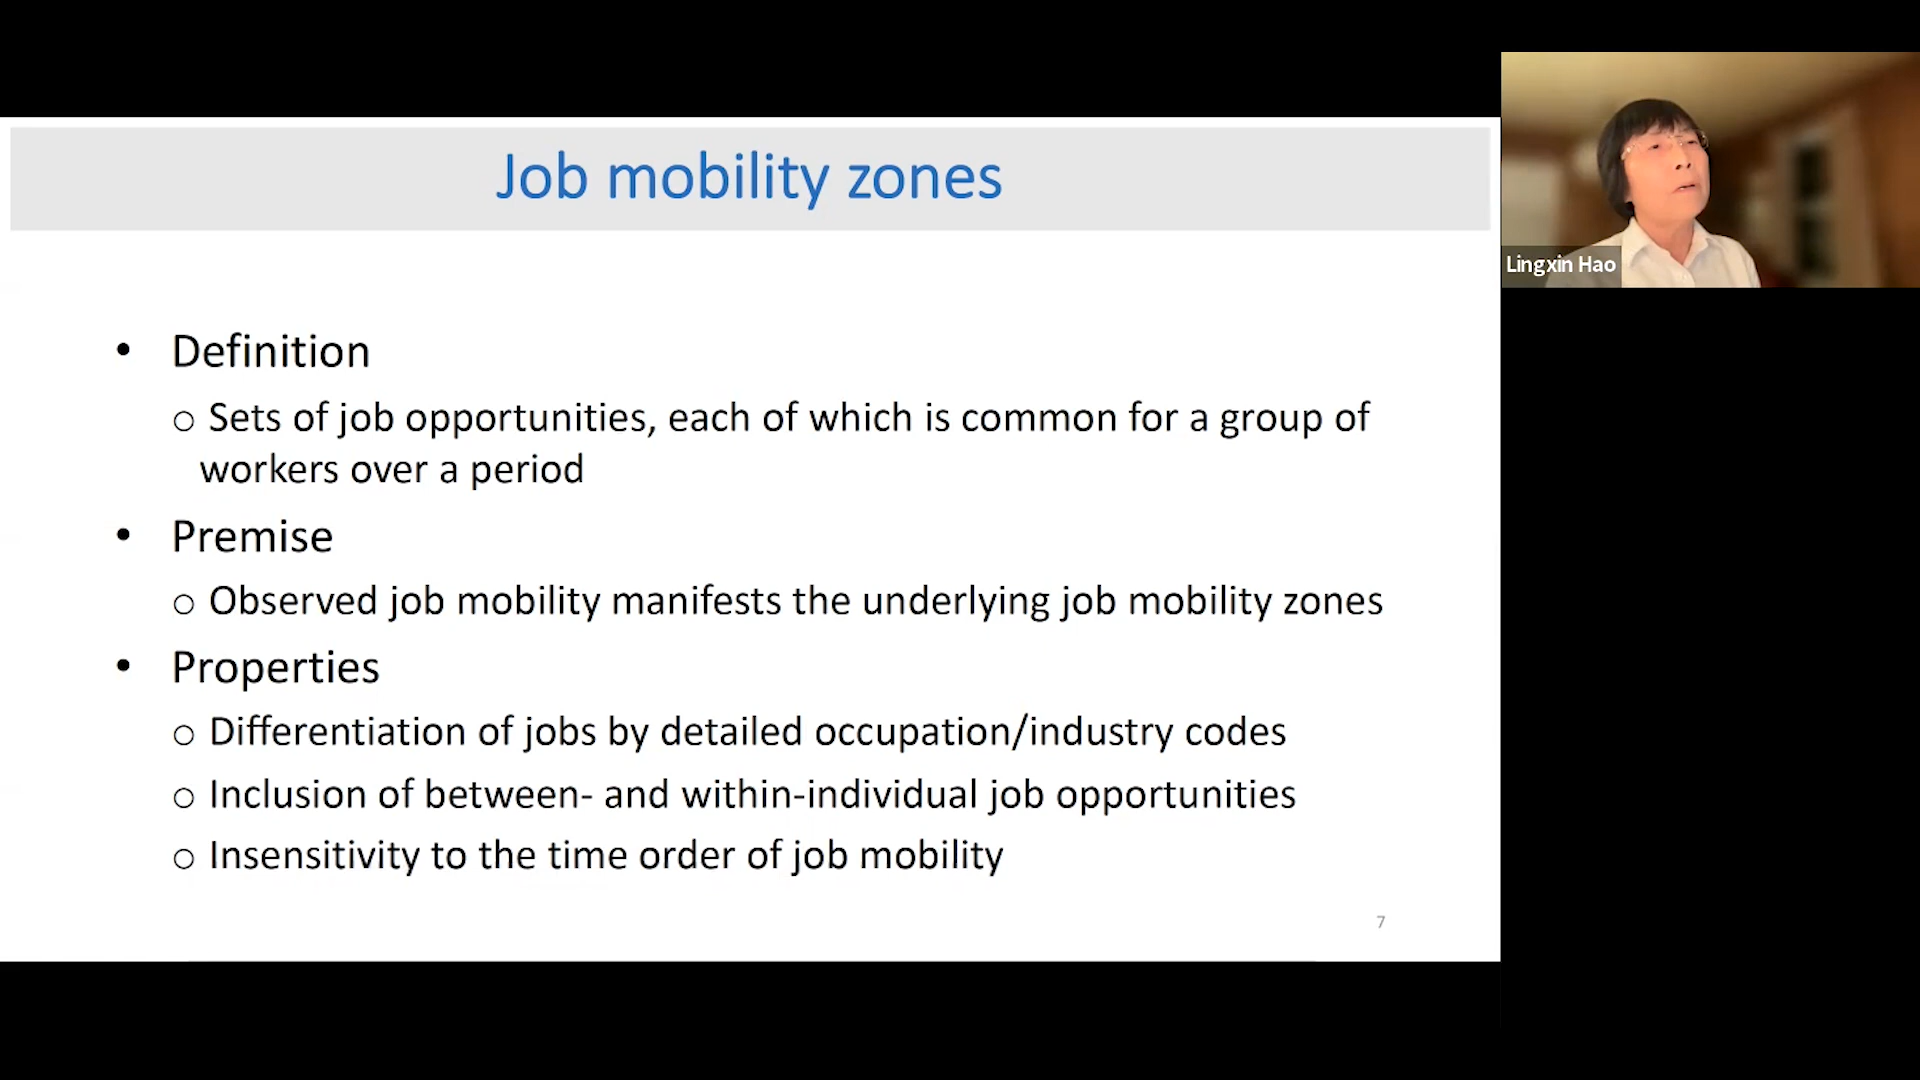 Job mobility zones
Lingxin Hao
• Definition
o Sets of job opportunities, each of which is common for a group of
workers over a period
• Premise
o Observed job mobility manifests the underlying job mobility zones
• Properties
o Differentiation of jobs by detailed occupation/industry codes
o Inclusion of between- and within-individual job opportunities
o Insensitivity to the time order of job mobility
7